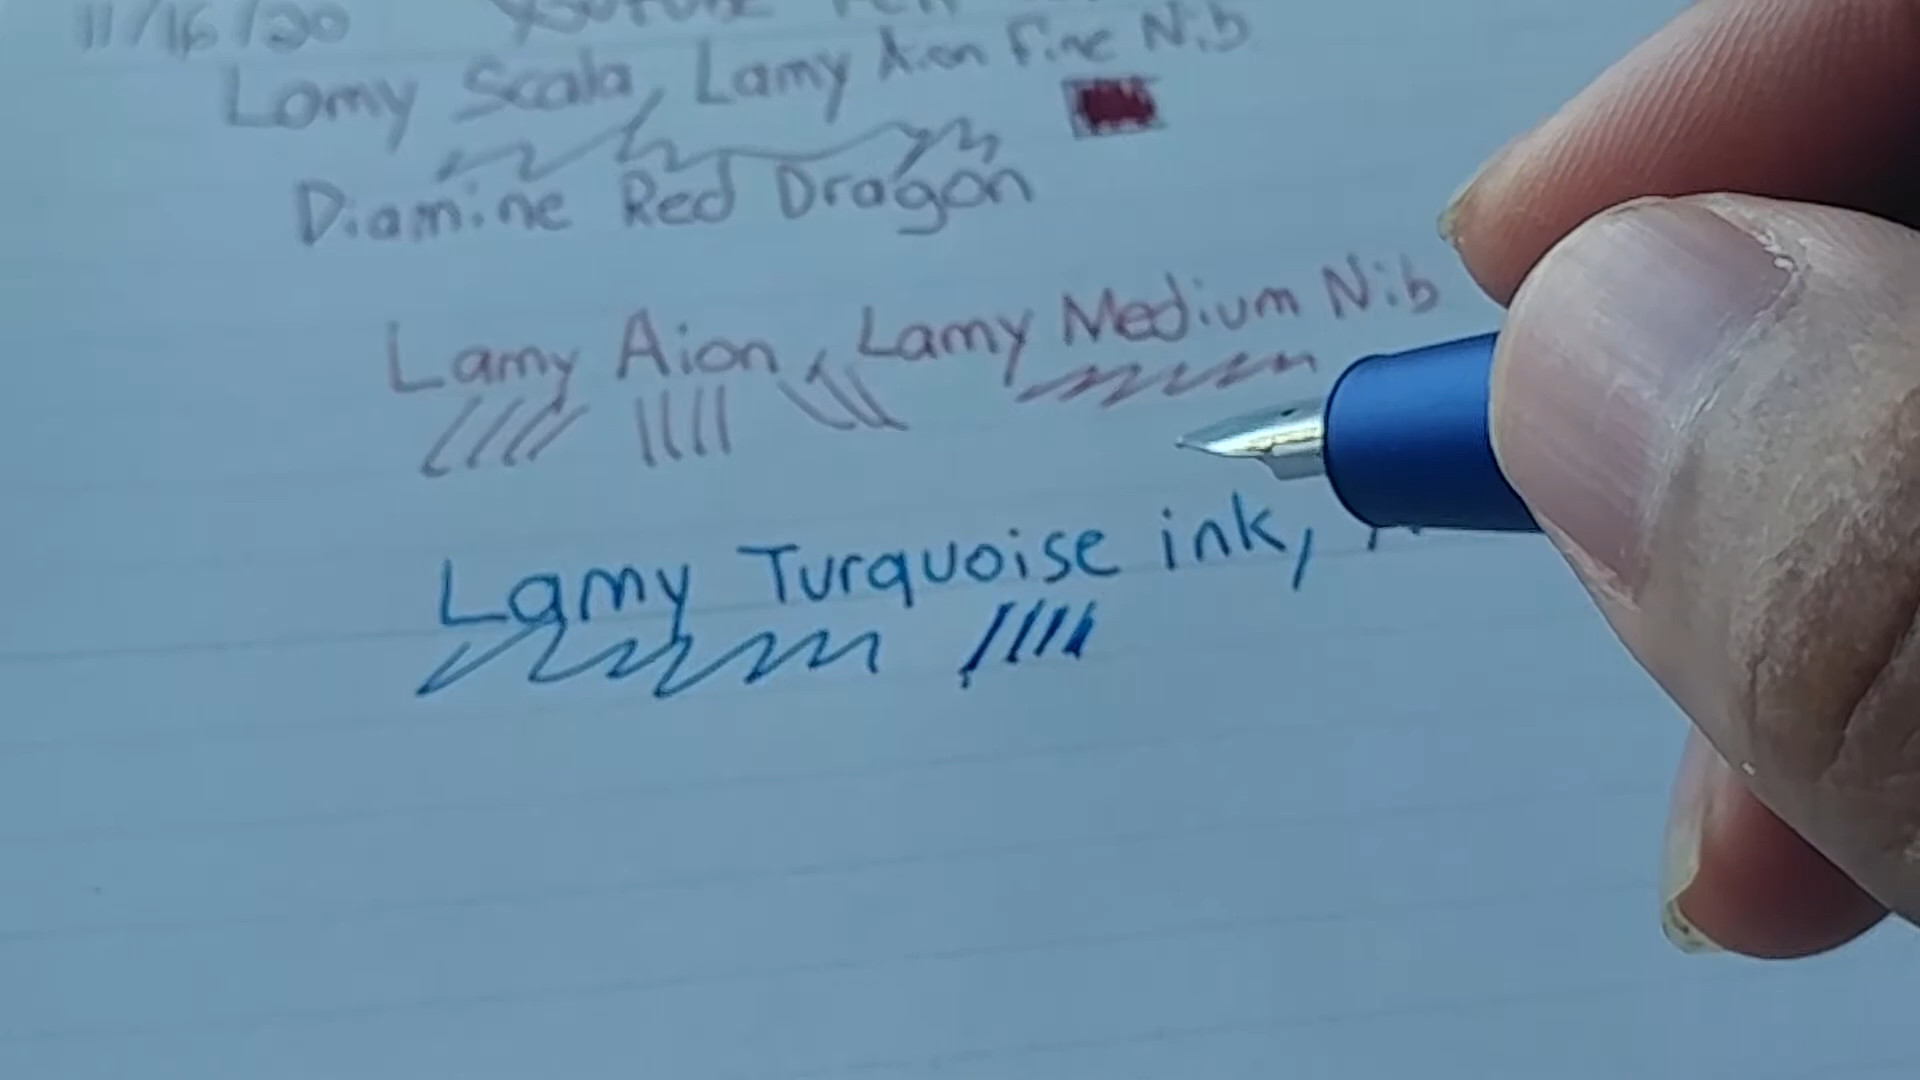 11/16/20
Lamy Scala, Lamy Aion Fine Nib
Diamine Red Dragon
Lamy Aion, Lamy Medium Nib
Lamy Turquoise ink,